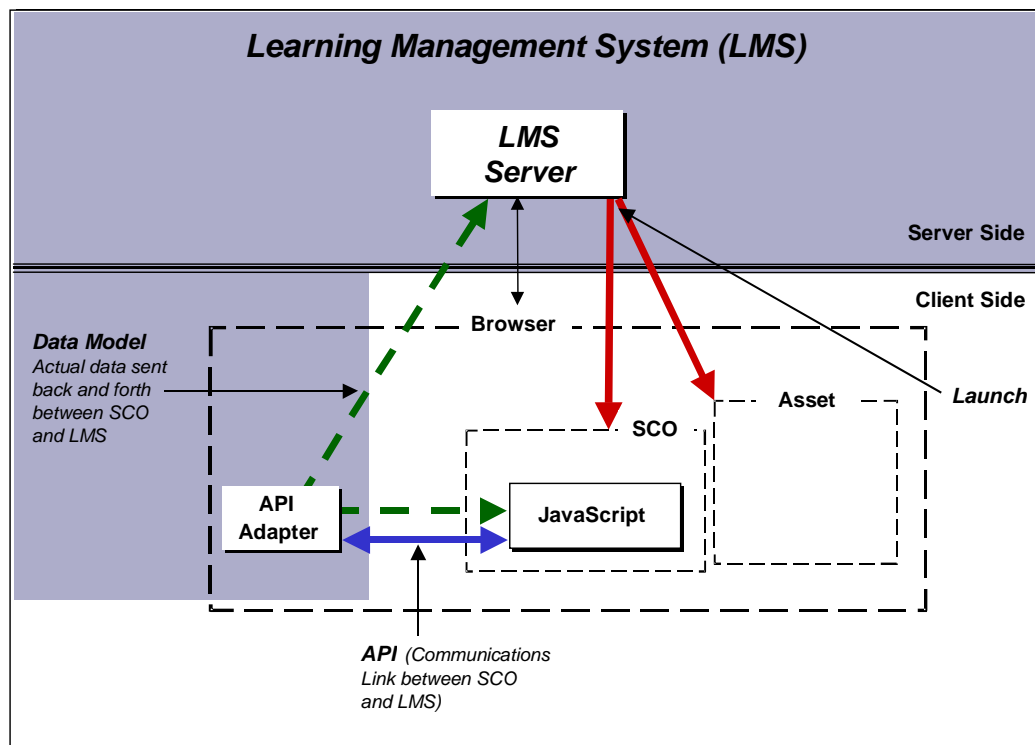 Learning Management System (LMS)
LMS
Server
Server Side
Client Side
Browser
Data Model
Actual data sent
back and forth
between SCO
and LMS
Launch
Asset
SCO
API
Adapter
JavaScript
API (Communications
Link between SCO
and LMS)